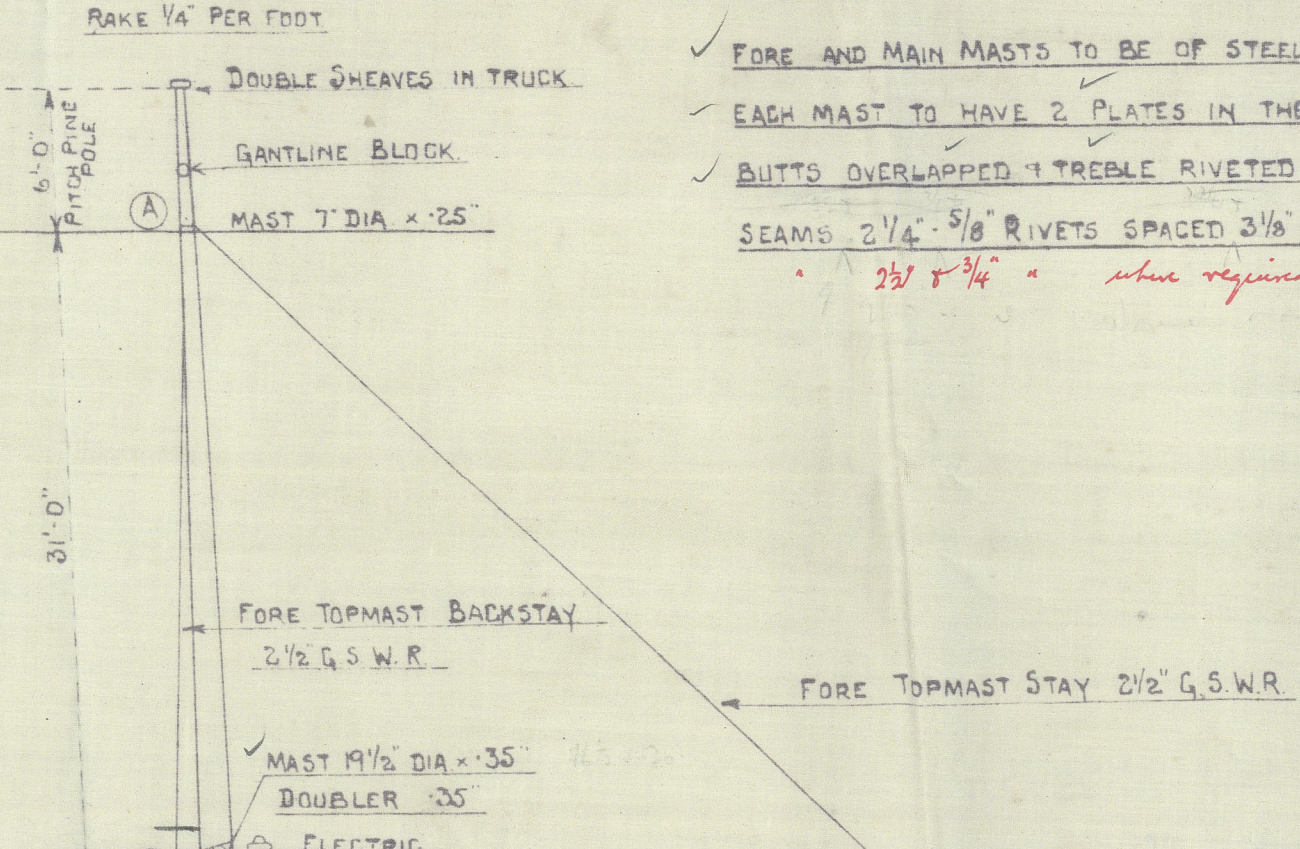 RAKE 1/4" PER FOOT
DOUBLE SHEAVES IN TRUCK
6'-0"
PITCH PINE
POLE
GANTLINE BLOCK.
A
MAST 7" DIA. × ·25"
31'-0"
FORE TOPMAST BACKSTAY
2 1/2" G.S.W.R.
MAST 19 1/2" DIA. × ·35"
DOUBLER ·35"
ELECTRIC
FORE AND MAIN MASTS TO BE OF STEEL
EACH MAST TO HAVE 2 PLATES IN THE
BUTTS OVERLAPPED & TREBLE RIVETED
SEAMS 2 1/4" · 5/8" RIVETS SPACED 3 1/8"
" 2 1/2" & 3/4" " where required
FORE TOPMAST STAY 2 1/2" G.S.W.R.